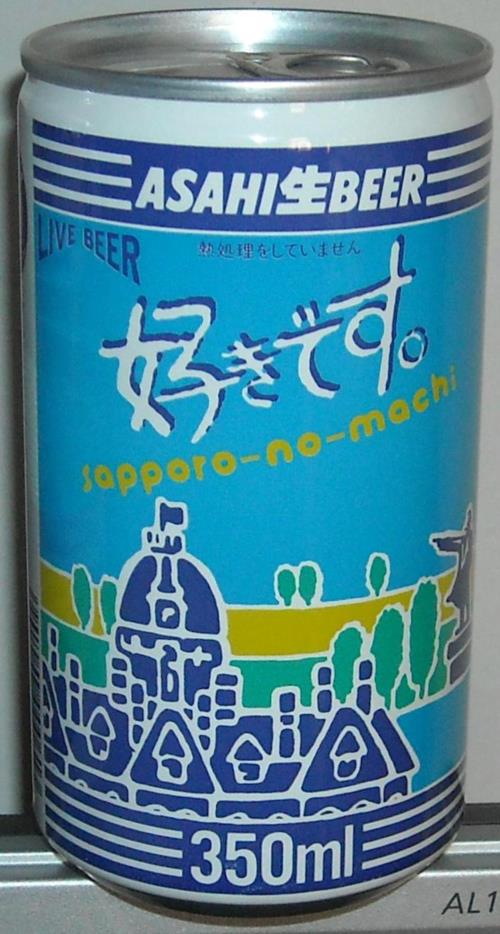 ASAHI生BEER
LIVE BEER
熱処理をしていません
好きです。
sapporo-no-machi
350ml
AL1